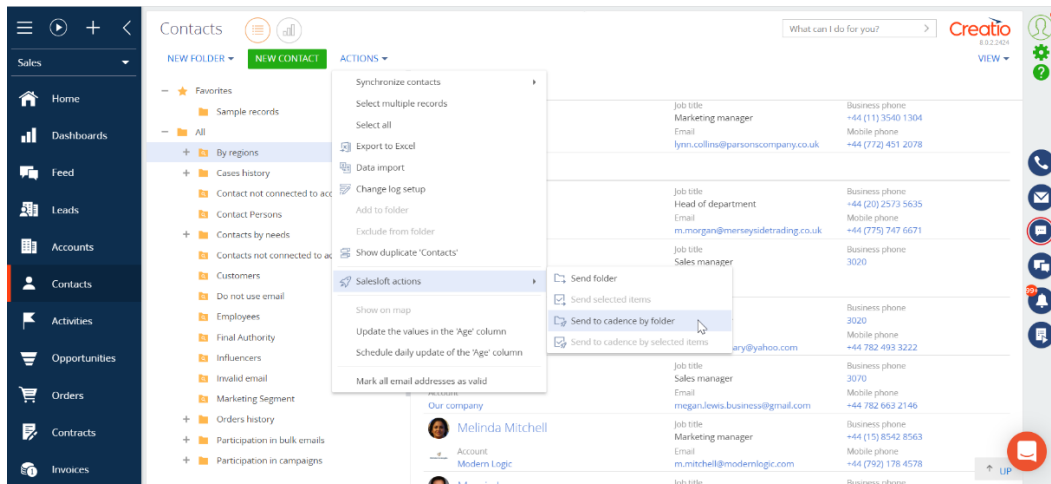 Contacts
What can I do for you?
Creatio
8.0.2.2424
Sales
NEW FOLDER
NEW CONTACT
ACTIONS
VIEW
Home
Dashboards
Feed
Leads
Accounts
Contacts
Activities
Opportunities
Orders
Contracts
Invoices
Favorites
Sample records
All
By regions
Cases history
Contact not connected to acc
Contact Persons
Contacts by needs
Contacts not connected to ac
Customers
Do not use email
Employees
Final Authority
Influencers
Invalid email
Marketing Segment
Orders history
Participation in bulk emails
Participation in campaigns
Synchronize contacts
Select multiple records
Select all
Export to Excel
Data import
Change log setup
Add to folder
Exclude from folder
Show duplicate 'Contacts'
Salesloft actions
Show on map
Update the values in the 'Age' column
Schedule daily update of the 'Age' column
Mark all email addresses as valid
Send folder
Send selected items
Send to cadence by folder
Send to cadence by selected items
Job title Business phone
Marketing manager +44 (11) 3540 1304
Email Mobile phone
lynn.collins@parsonscompany.co.uk +44 (772) 451 2078
Job title Business phone
Head of department +44 (20) 2573 5635
Email Mobile phone
m.morgan@merseysidetrading.co.uk +44 (775) 747 6671
Job title Business phone
Sales manager 3020
Business phone
3020
Mobile phone
ary@yahoo.com +44 782 493 3222
Job title Business phone
Sales manager 3070
Account Email Mobile phone
Our company megan.lewis.business@gmail.com +44 782 663 2146
Melinda Mitchell
Job title Business phone
Marketing manager +44 (15) 8542 8563
Account Email Mobile phone
Modern Logic m.mitchell@modernlogic.com +44 (792) 178 4578
Job title Business phone
UP
99+